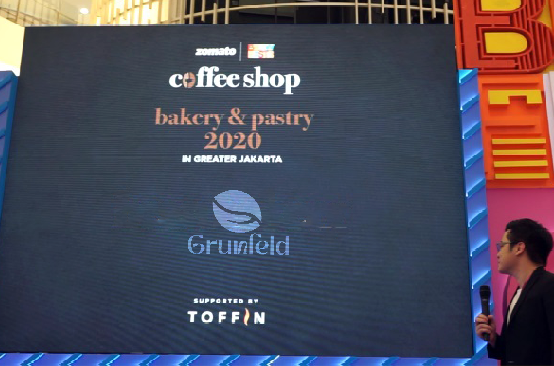 zomato
coffee shop
bakery & pastry
2020
IN GREATER JAKARTA
Grunfeld
SUPPORTED BY
TOFFIN
B